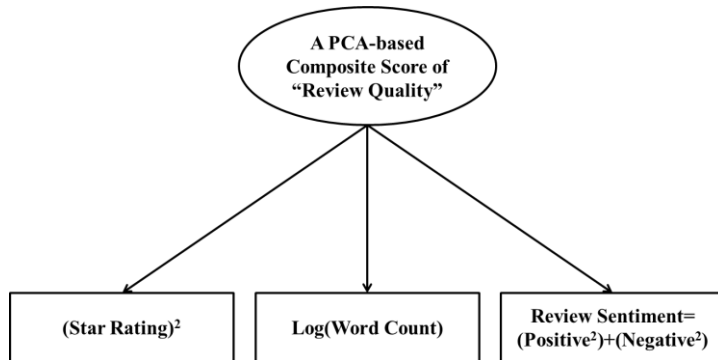 A PCA-based
Composite Score of
“Review Quality”
(Star Rating)²
Log(Word Count)
Review Sentiment=
(Positive²)+(Negative²)